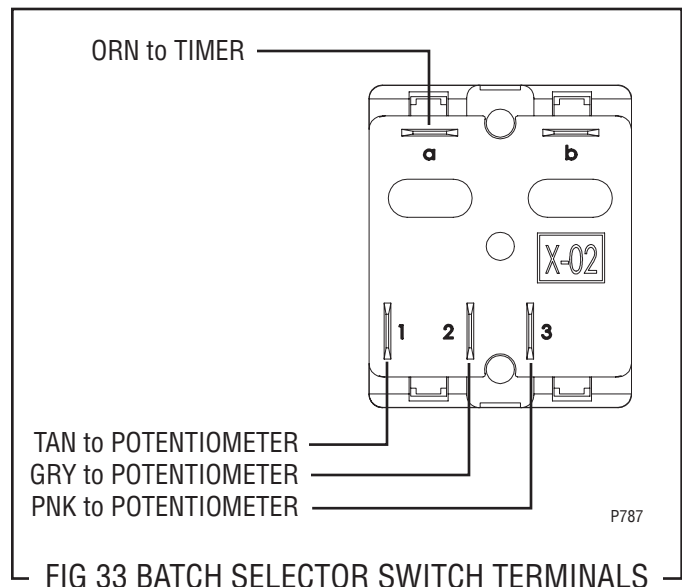 ORN to TIMER
a b
X-02
1 2 3
TAN to POTENTIOMETER
GRY to POTENTIOMETER
PNK to POTENTIOMETER
P787
FIG 33 BATCH SELECTOR SWITCH TERMINALS